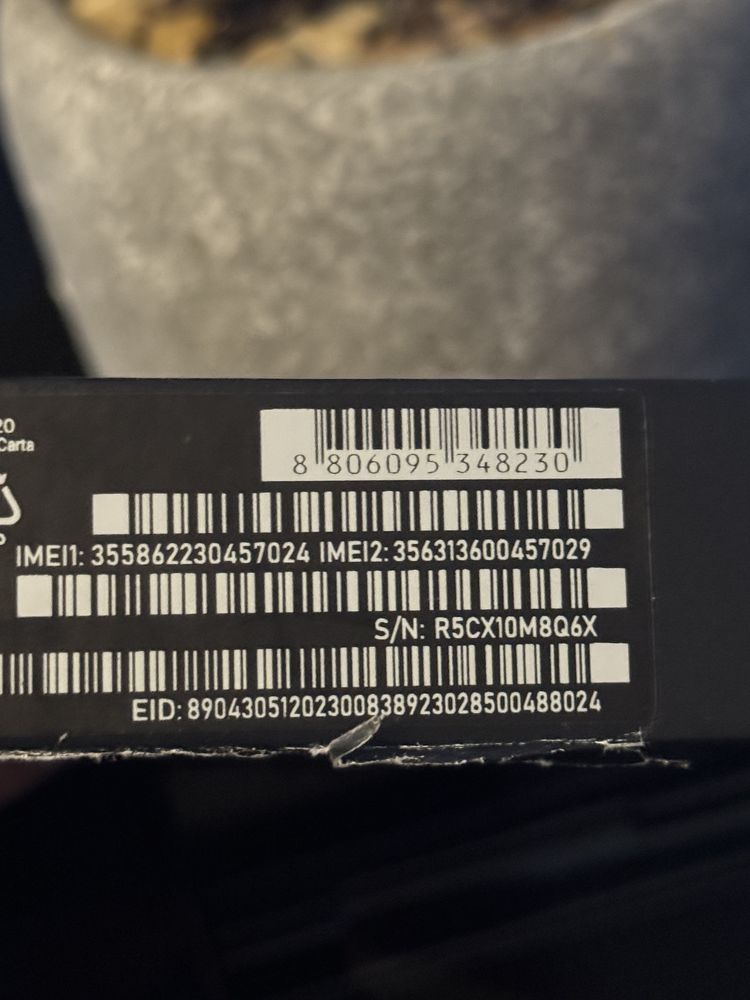 20
Carta
8 806095 348230
IMEI1: 355862230457024 IMEI2: 356313600457029
S/N: R5CX10M8Q6X
EID: 89043051202300838923028500488024